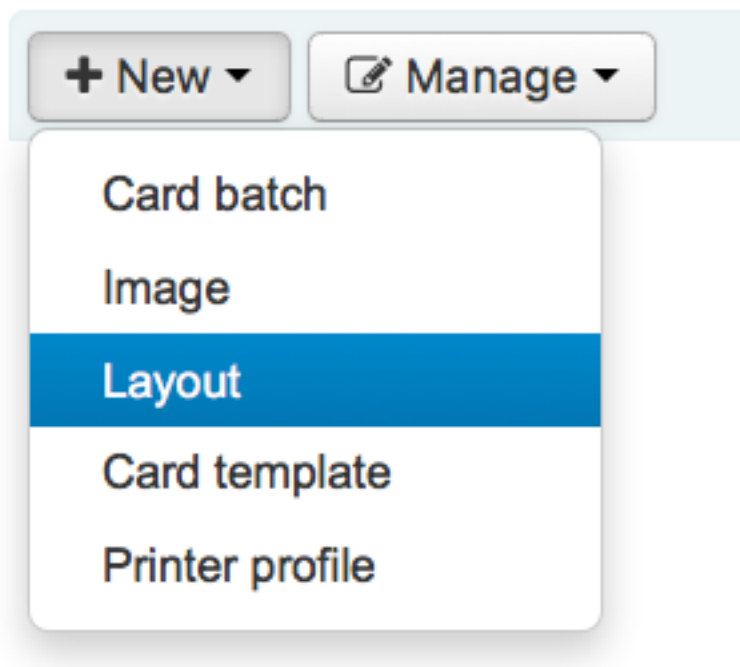 New Manage
Card batch
Image
Layout
Card template
Printer profile